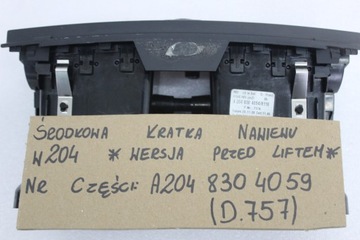 ŚRODKOWA KRATKA NAWIEWU
W204 * WERSJA PRZED LIFTEM *
NR CZĘŚCI: A204 830 40 59
(D.757)